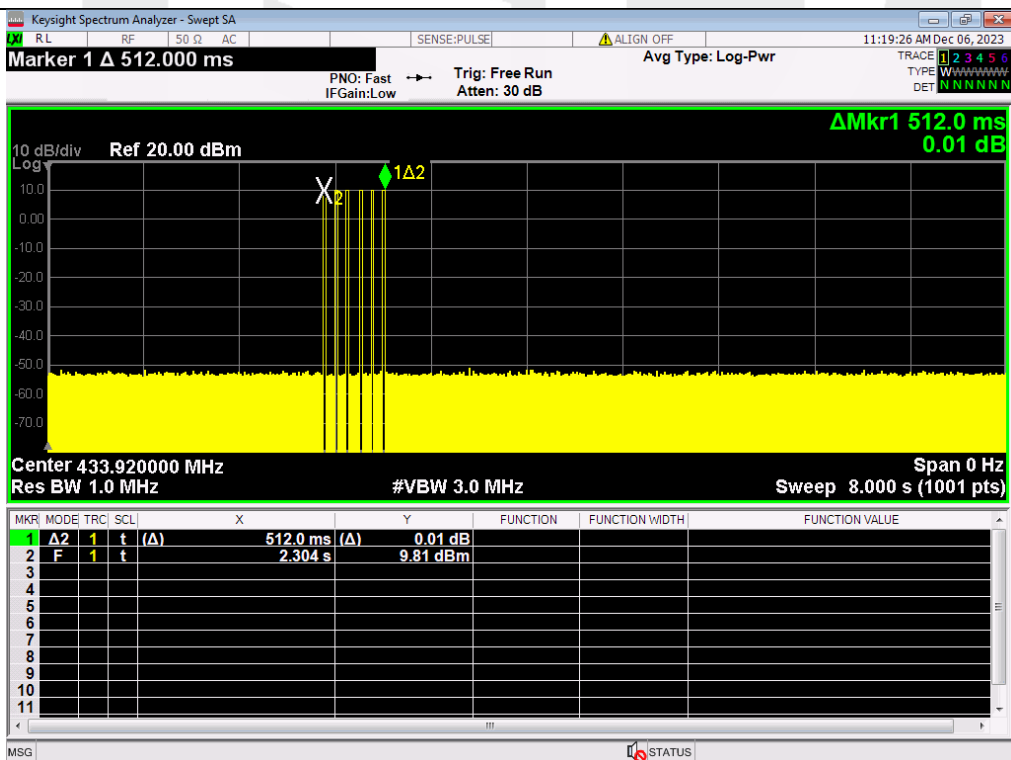 Keysight Spectrum Analyzer - Swept SA
LXI RL RF 50 Ω AC SENSE:PULSE ALIGN OFF 11:19:26 AM Dec 06, 2023
Marker 1 Δ 512.000 ms Avg Type: Log-Pwr TRACE 1 2 3 4 5 6
PNO: Fast Trig: Free Run TYPE WWWWWWW
IFGain:Low Atten: 30 dB DET N N N N N N
ΔMkr1 512.0 ms
10 dB/div Ref 20.00 dBm 0.01 dB
Log
1Δ2
10.0
X2
0.00
-10.0
-20.0
-30.0
-40.0
-50.0
-60.0
-70.0
Center 433.920000 MHz Span 0 Hz
Res BW 1.0 MHz #VBW 3.0 MHz Sweep 8.000 s (1001 pts)
MKR MODE TRC SCL X Y FUNCTION FUNCTION WIDTH FUNCTION VALUE
1 Δ2 1 t (Δ) 512.0 ms (Δ) 0.01 dB
2 F 1 t 2.304 s 9.81 dBm
3
4
5
6
7
8
9
10
11
MSG STATUS